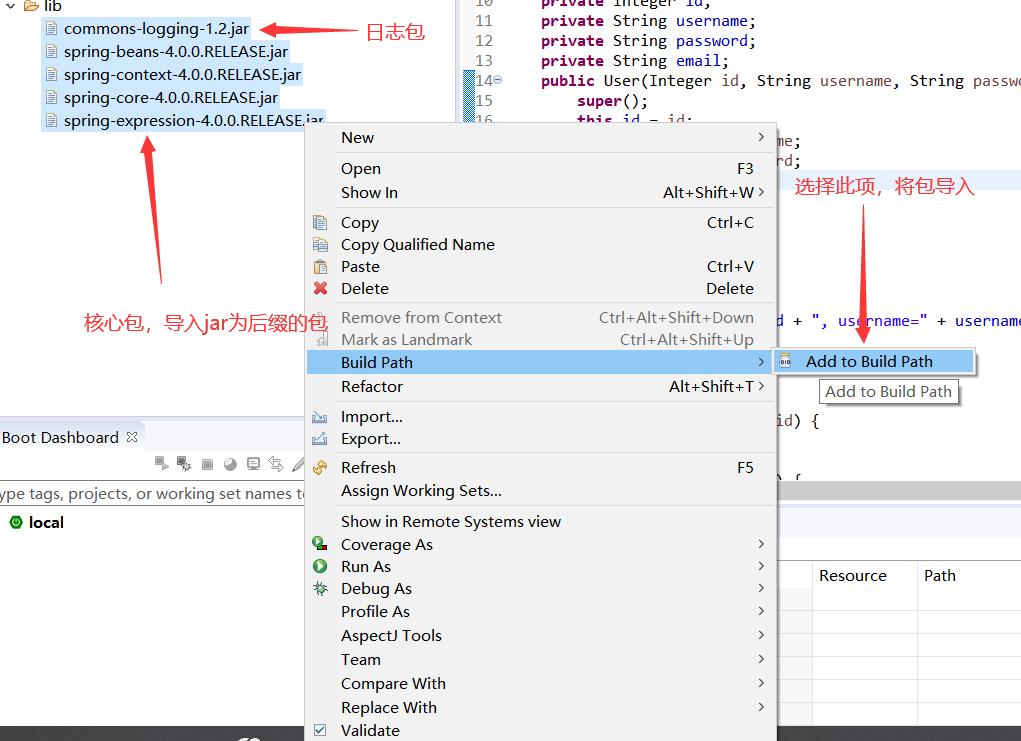 lib
commons-logging-1.2.jar
日志包
spring-beans-4.0.0.RELEASE.jar
spring-context-4.0.0.RELEASE.jar
spring-core-4.0.0.RELEASE.jar
spring-expression-4.0.0.RELEASE.jar
核心包，导入jar为后缀的包
10 private Integer id;
11 private String username;
12 private String password;
13 private String email;
14 public User(Integer id, String username, String passwo
15 super();
16 this.id = id;
me;
rd;
选择此项，将包导入
d + ", username=" + username
id) {
) {
New
Open F3
Show In Alt+Shift+W
Copy Ctrl+C
Copy Qualified Name
Paste Ctrl+V
Delete Delete
Remove from Context Ctrl+Alt+Shift+Down
Mark as Landmark Ctrl+Alt+Shift+Up
Build Path
Add to Build Path
Add to Build Path
Refactor Alt+Shift+T
Import...
Export...
Refresh F5
Assign Working Sets...
Show in Remote Systems view
Coverage As
Run As
Debug As
Profile As
AspectJ Tools
Team
Compare With
Replace With
Validate
Boot Dashboard
ype tags, projects, or working set names to
local
Resource Path